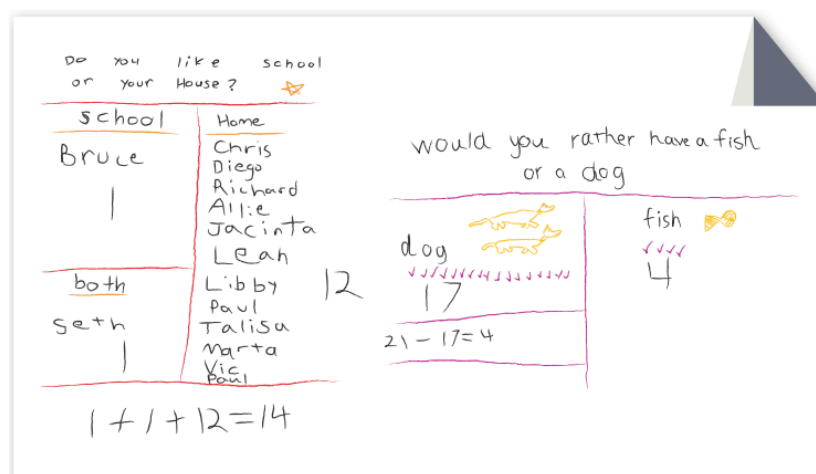 Do you like school
or your House?
school
Bruce
1
both
Seth
1
Home
Chris
Diego
Richard
Allie
Jacinta
Leah
Libby
Paul
Talisa
Marta
Vic
Paul
12
1+1+12=14
would you rather have a fish
or a dog
dog
17
21-17=4
fish
4